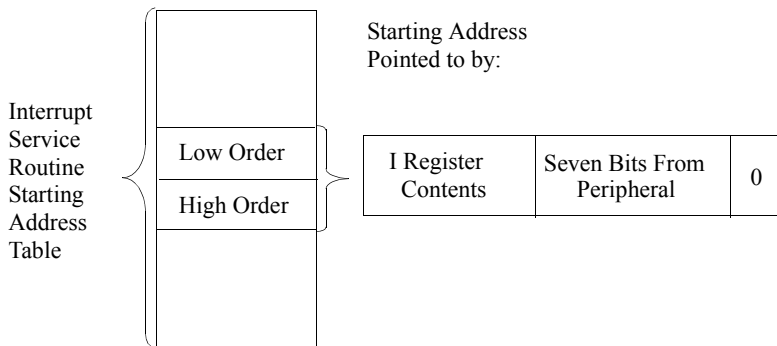 Starting Address
Pointed to by:
Interrupt
Service
Routine
Starting
Address
Table
Low Order
High Order
I Register
Contents
Seven Bits From
Peripheral
0